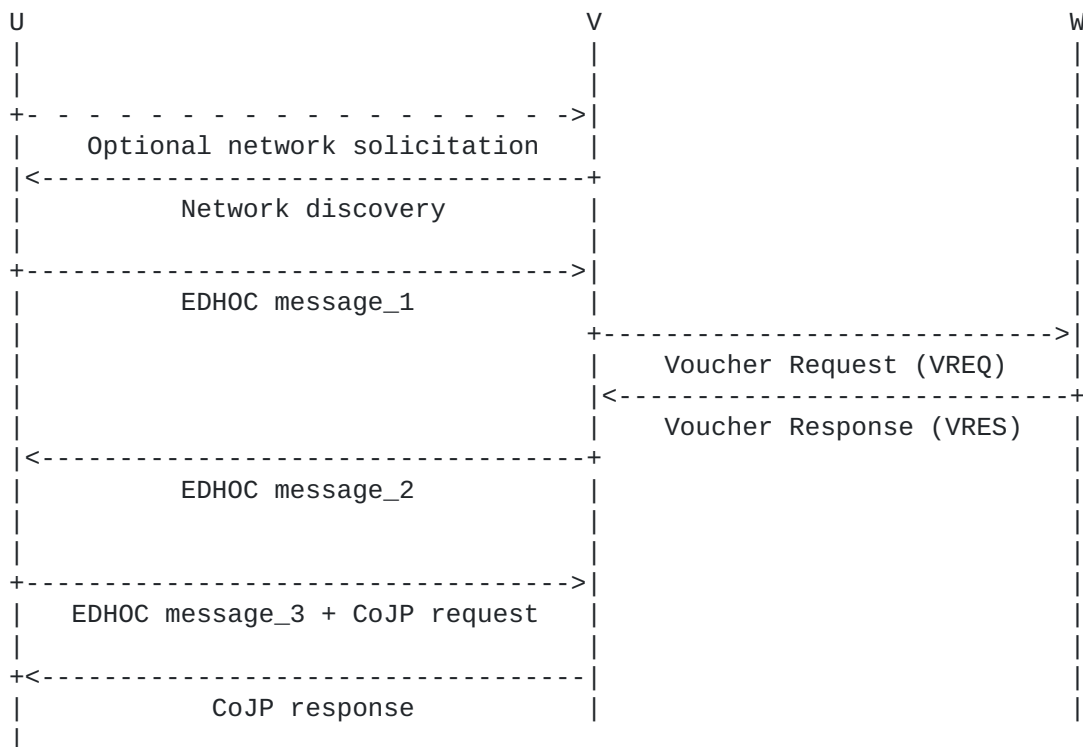 U V W
Optional network solicitation
Network discovery
EDHOC message_1
Voucher Request (VREQ)
Voucher Response (VRES)
EDHOC message_2
EDHOC message_3 + CoJP request
CoJP response